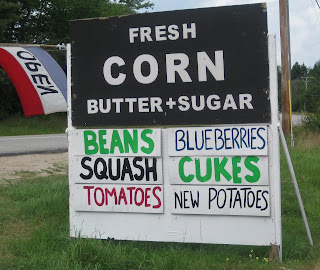 OPEN
FRESH
CORN
BUTTER+SUGAR
BEANS
SQUASH
TOMATOES
BLUEBERRIES
CUKES
NEW POTATOES